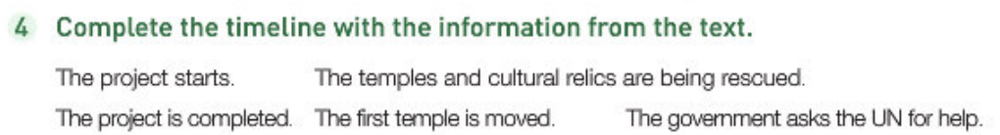 4 Complete the timeline with the information from the text.
The project starts. The temples and cultural relics are being rescued.
The project is completed. The first temple is moved. The government asks the UN for help.